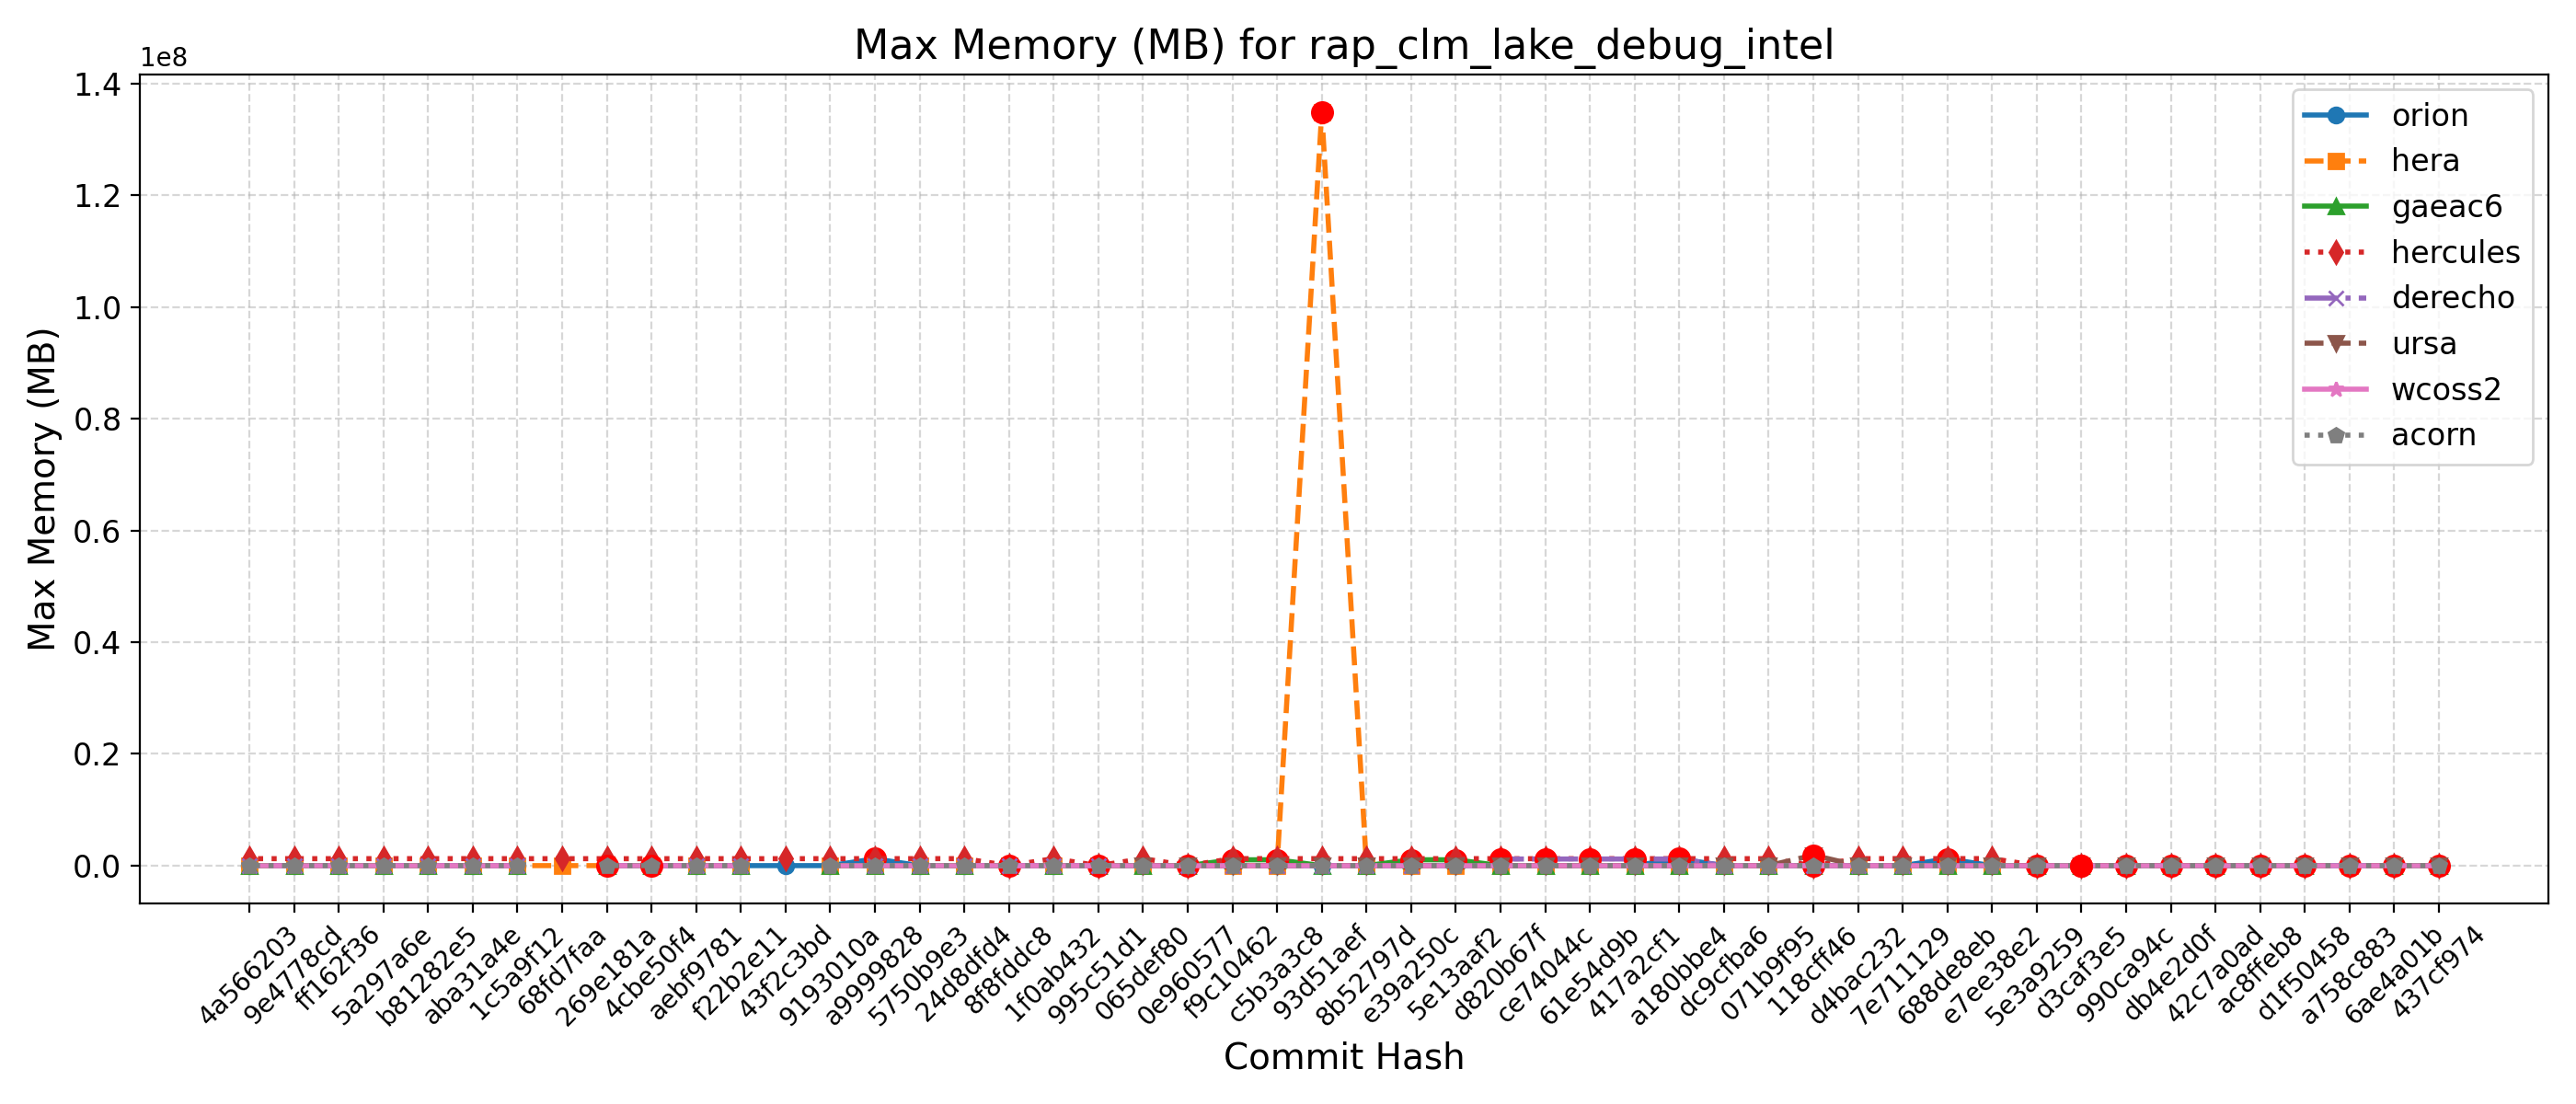 Max Memory (MB) for rap_clm_lake_debug_intel
1e8
1.4
1.2
1.0
0.8
0.6
0.4
0.2
0.0
Max Memory (MB)
orion
hera
gaeac6
hercules
derecho
ursa
wcoss2
acorn
4a566203
9e4778cd
ff162f36
5a297a6e
b81282e5
aba31a4e
1c5a9f12
68fd7faa
269e181a
4cbe50f4
aebf9781
f22b2e11
43f2c3bd
9193010a
a9999828
5750b9e3
24d8dfd4
8f8fddc8
1f0ab432
995c51d1
065def80
0e960577
f9c10462
c5b3a3c8
93d51aef
8b52797d
e39a250c
5e13aaf2
d820b67f
ce74044c
61e54d9b
417a2cf1
a180bbe4
dc9cfba6
071b9f95
118cff46
d4bac232
7e711129
688de8eb
e7ee38e2
5e3a9259
d3caf3e5
990ca94c
db4e2d0f
42c7a0ad
ac8ffeb8
d1f50458
a758c883
6ae4a01b
437cf974
Commit Hash